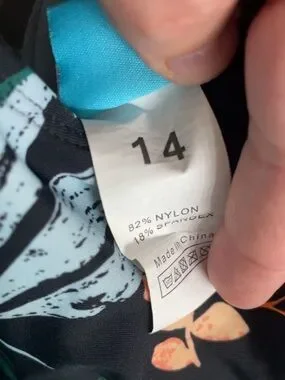 14
82% NYLON
18% SPANDEX
Made in China